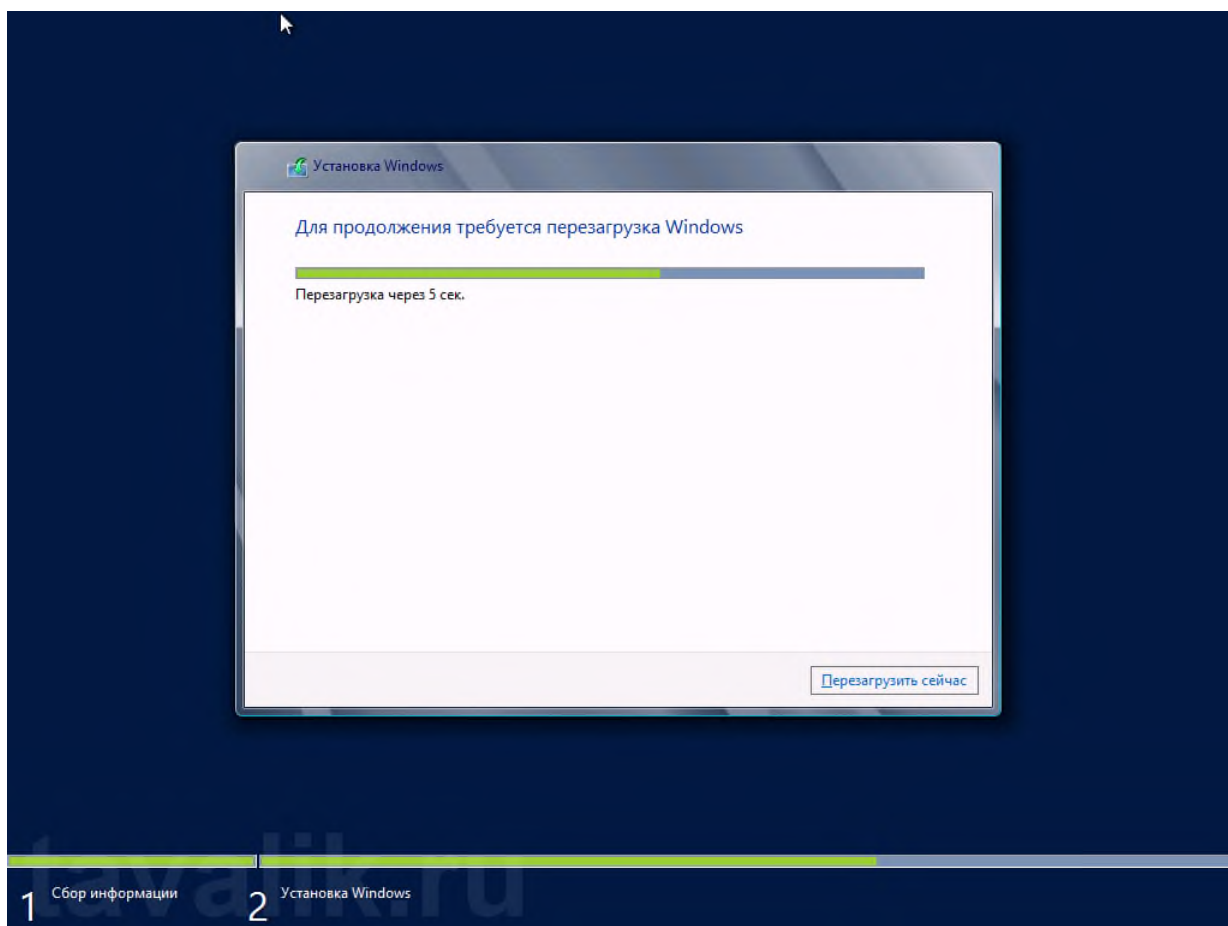 Установка Windows
Для продолжения требуется перезагрузка Windows
Перезагрузка через 5 сек.
Перезагрузить сейчас
tavalik.ru
1 Сбор информации
2 Установка Windows